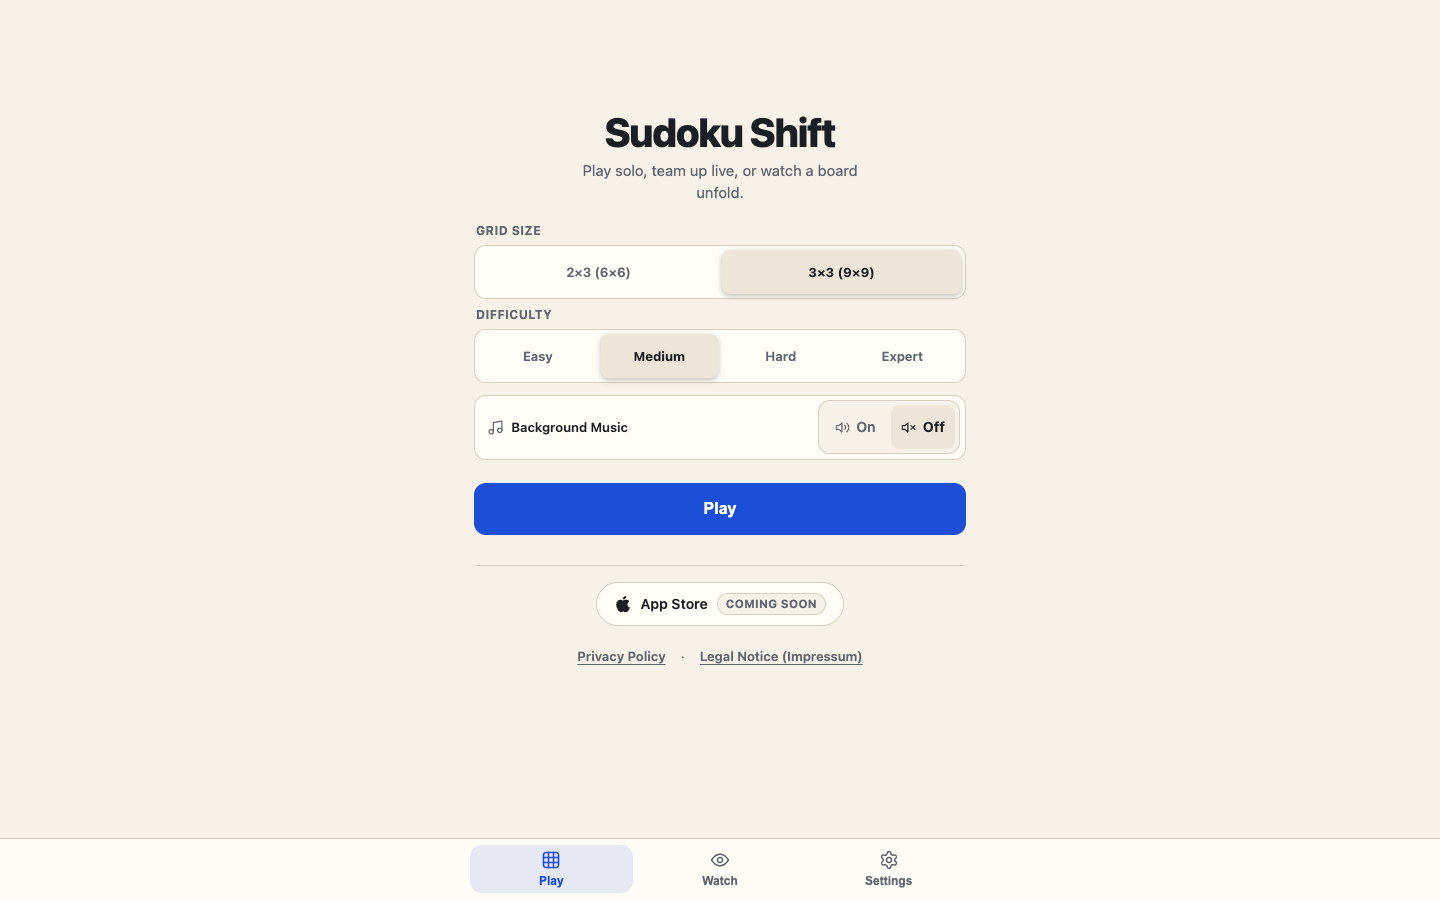 Sudoku Shift
Play solo, team up live, or watch a board
unfold.
GRID SIZE
2×3 (6×6)
3×3 (9×9)
DIFFICULTY
Easy
Medium
Hard
Expert
Background Music
On
Off
Play
App Store
COMING SOON
Privacy Policy
·
Legal Notice (Impressum)
Play
Watch
Settings